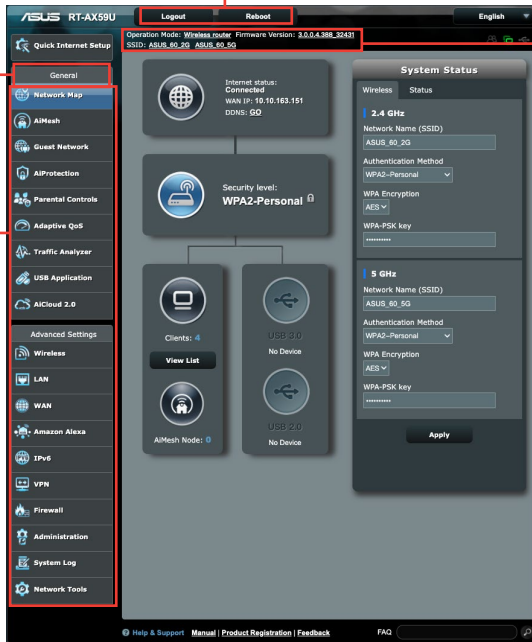 ASUS RT-AX59U
Logout
Reboot
English
Quick Internet Setup
Operation Mode: Wireless router Firmware Version: 3.0.0.4.388_32431
SSID: ASUS_60_2G ASUS_60_5G
General
Network Map
AiMesh
Guest Network
AiProtection
Parental Controls
Adaptive QoS
Traffic Analyzer
USB Application
AiCloud 2.0
Advanced Settings
Wireless
LAN
WAN
Amazon Alexa
IPv6
VPN
Firewall
Administration
System Log
Network Tools
Internet status:
Connected
WAN IP: 10.10.163.151
DDNS: GO
Security level:
WPA2-Personal
Clients: 4
View List
AiMesh Node: 0
USB 3.0
No Device
USB 2.0
No Device
System Status
Wireless Status
2.4 GHz
Network Name (SSID)
ASUS_60_2G
Authentication Method
WPA2-Personal
WPA Encryption
AES
WPA-PSK key
••••••••••
5 GHz
Network Name (SSID)
ASUS_60_5G
Authentication Method
WPA2-Personal
WPA Encryption
AES
WPA-PSK key
••••••••••
Apply
Help & Support Manual | Product Registration | Feedback
FAQ